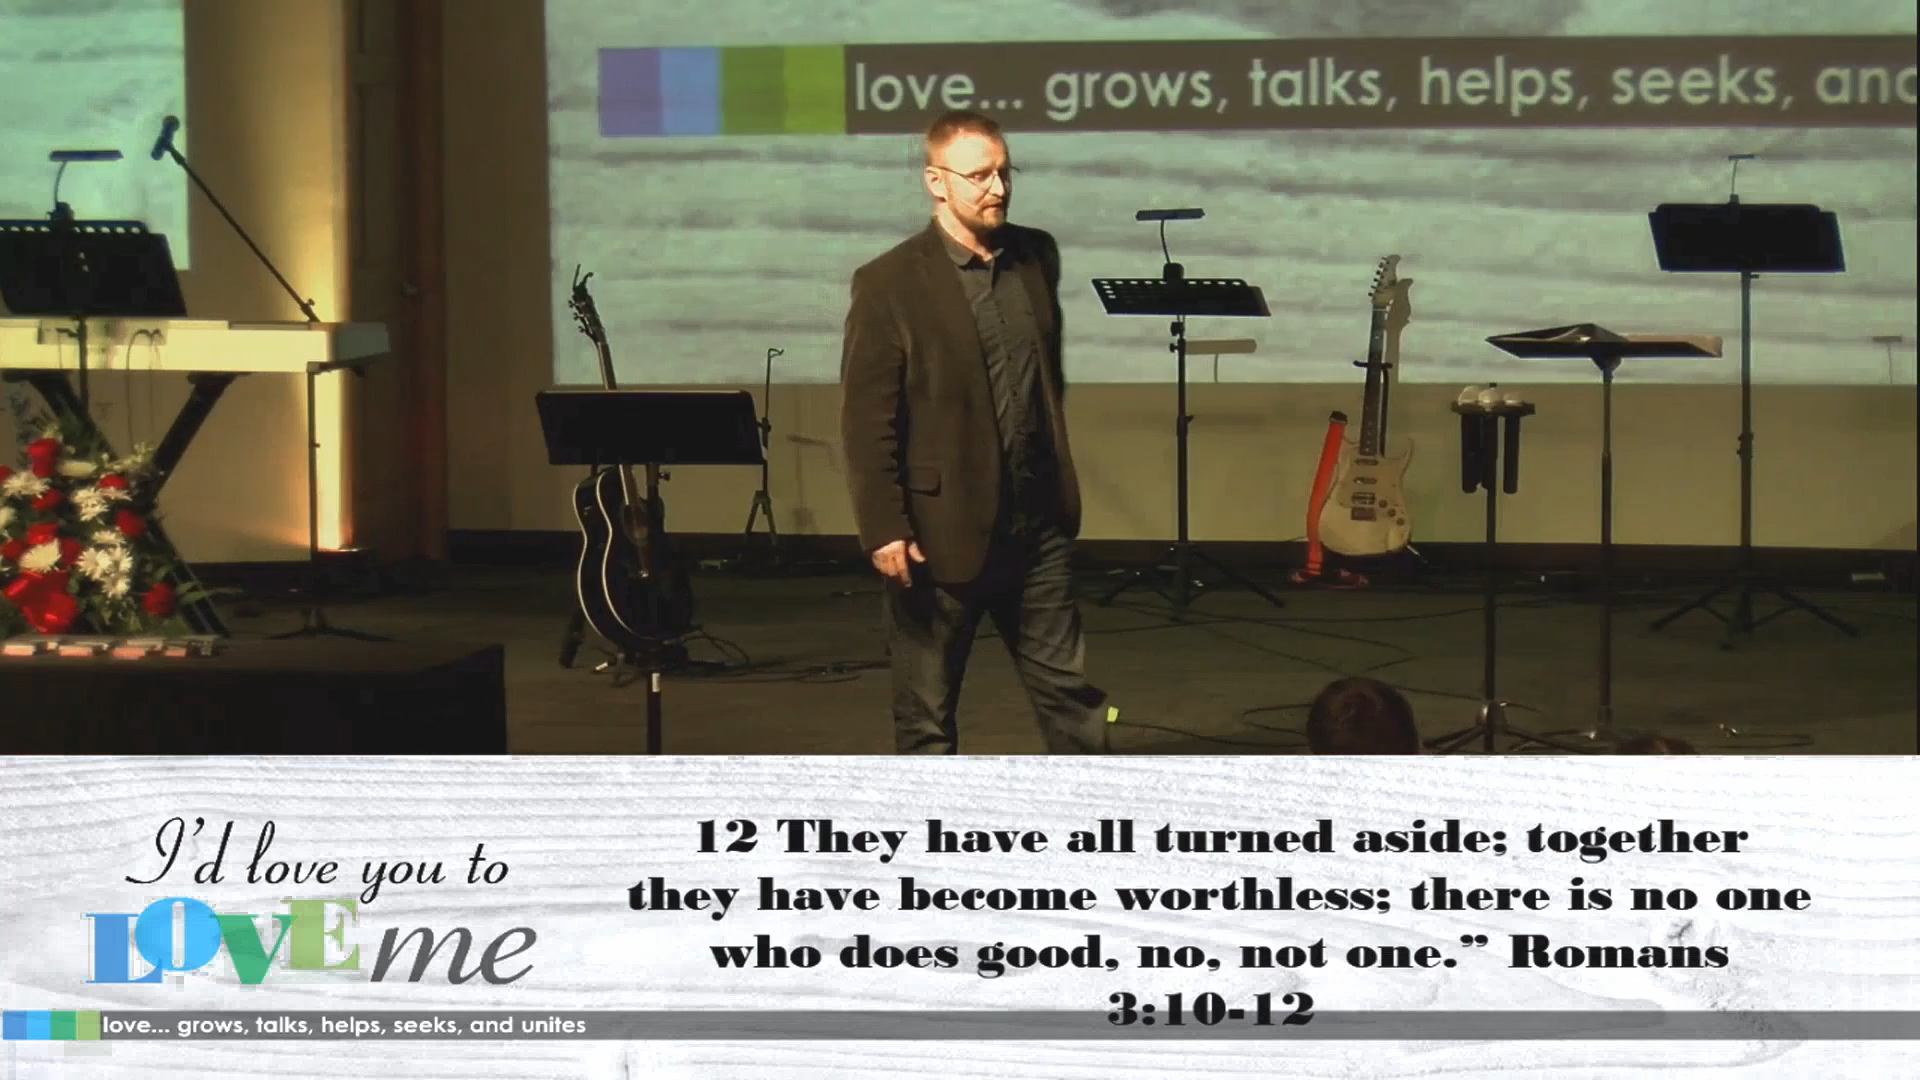 love... grows, talks, helps, seeks, and
I'd love you to
LOVE me
love... grows, talks, helps, seeks, and unites
12 They have all turned aside; together
they have become worthless; there is no one
who does good, no, not one.” Romans
3:10-12